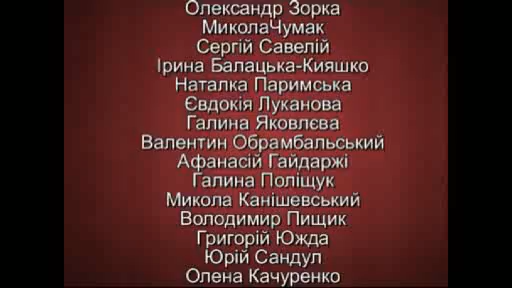 Олександр Зорка
МиколаЧумак
Сергій Савелій
Ірина Балацька-Кияшко
Наталка Паримська
Євдокія Луканова
Галина Яковлєва
Валентин Обрамбальський
Афанасій Гайдаржі
Галина Поліщук
Микола Канішевський
Володимир Пищик
Григорій Южда
Юрій Сандул
Олена Качуренко